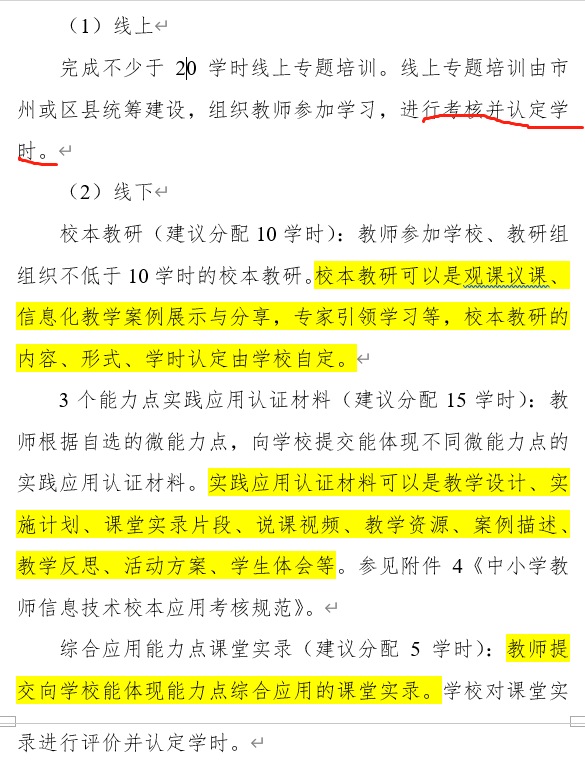 （1）线上
完成不少于 20 学时线上专题培训。线上专题培训由市
州或区县统筹建设，组织教师参加学习，进行考核并认定学
时。
（2）线下
校本教研（建议分配 10 学时）：教师参加学校、教研组
组织不低于 10 学时的校本教研。校本教研可以是观课议课、
信息化教学案例展示与分享，专家引领学习等，校本教研的
内容、形式、学时认定由学校自定。
3 个能力点实践应用认证材料（建议分配 15 学时）：教
师根据自选的微能力点，向学校提交能体现不同微能力点的
实践应用认证材料。实践应用认证材料可以是教学设计、实
施计划、课堂实录片段、说课视频、教学资源、案例描述、
教学反思、活动方案、学生体会等。参见附件 4《中小学教
师信息技术校本应用考核规范》。
综合应用能力点课堂实录（建议分配 5 学时）：教师提
交向学校能体现能力点综合应用的课堂实录。学校对课堂实
录进行评价并认定学时。